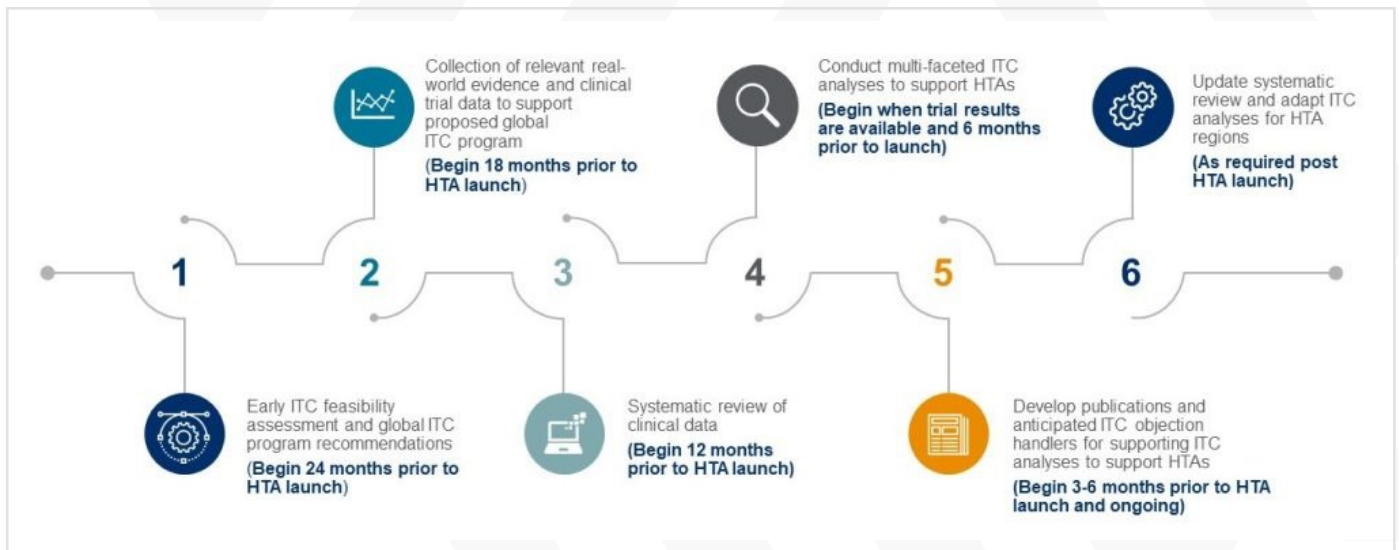 Collection of relevant real-
world evidence and clinical
trial data to support
proposed global
ITC program
(Begin 18 months prior to
HTA launch)
Conduct multi-faceted ITC
analyses to support HTAs
(Begin when trial results
are available and 6 months
prior to launch)
Update systematic
review and adapt ITC
analyses for HTA
regions
(As required post
HTA launch)
1
2
3
4
5
6
Early ITC feasibility
assessment and global ITC
program recommendations
(Begin 24 months prior to
HTA launch)
Systematic review of
clinical data
(Begin 12 months
prior to HTA launch)
Develop publications and
anticipated ITC objection
handlers for supporting ITC
analyses to support HTAs
(Begin 3-6 months prior to HTA
launch and ongoing)